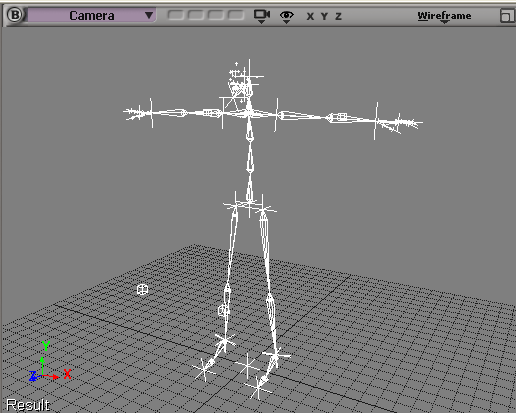 B Camera X Y Z Wireframe
Y
Z X
Result